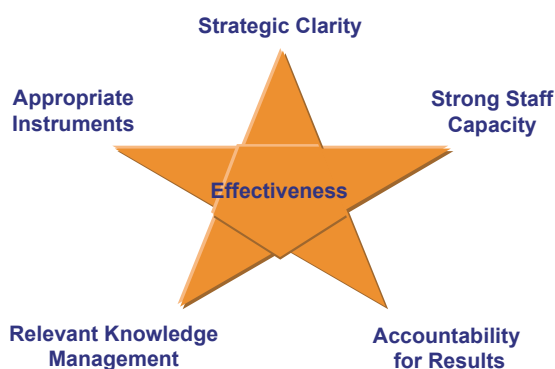 Strategic Clarity
Appropriate
Instruments
Strong Staff
Capacity
Effectiveness
Relevant Knowledge
Management
Accountability
for Results